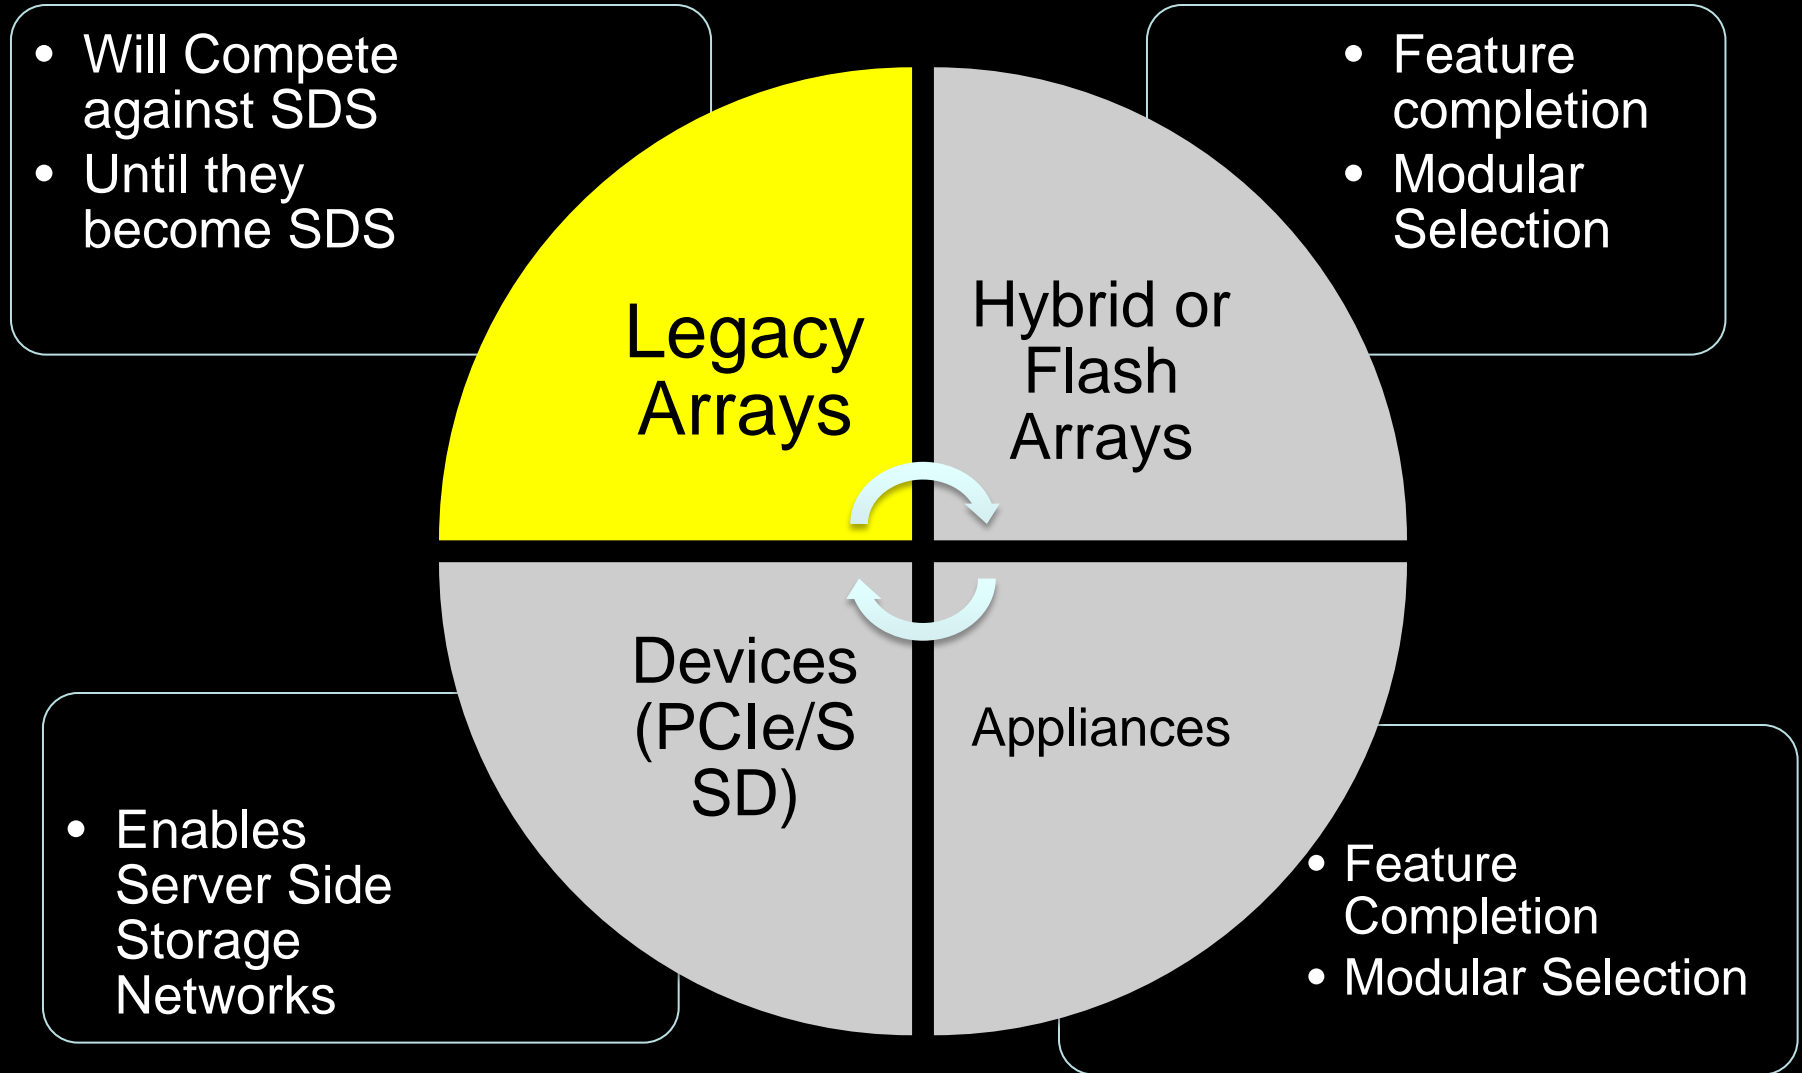 • Will Compete
against SDS
• Until they
become SDS
• Feature
completion
• Modular
Selection
Legacy
Arrays
Hybrid or
Flash
Arrays
Devices
(PCIe/S
SD)
Appliances
• Enables
Server Side
Storage
Networks
• Feature
Completion
• Modular Selection